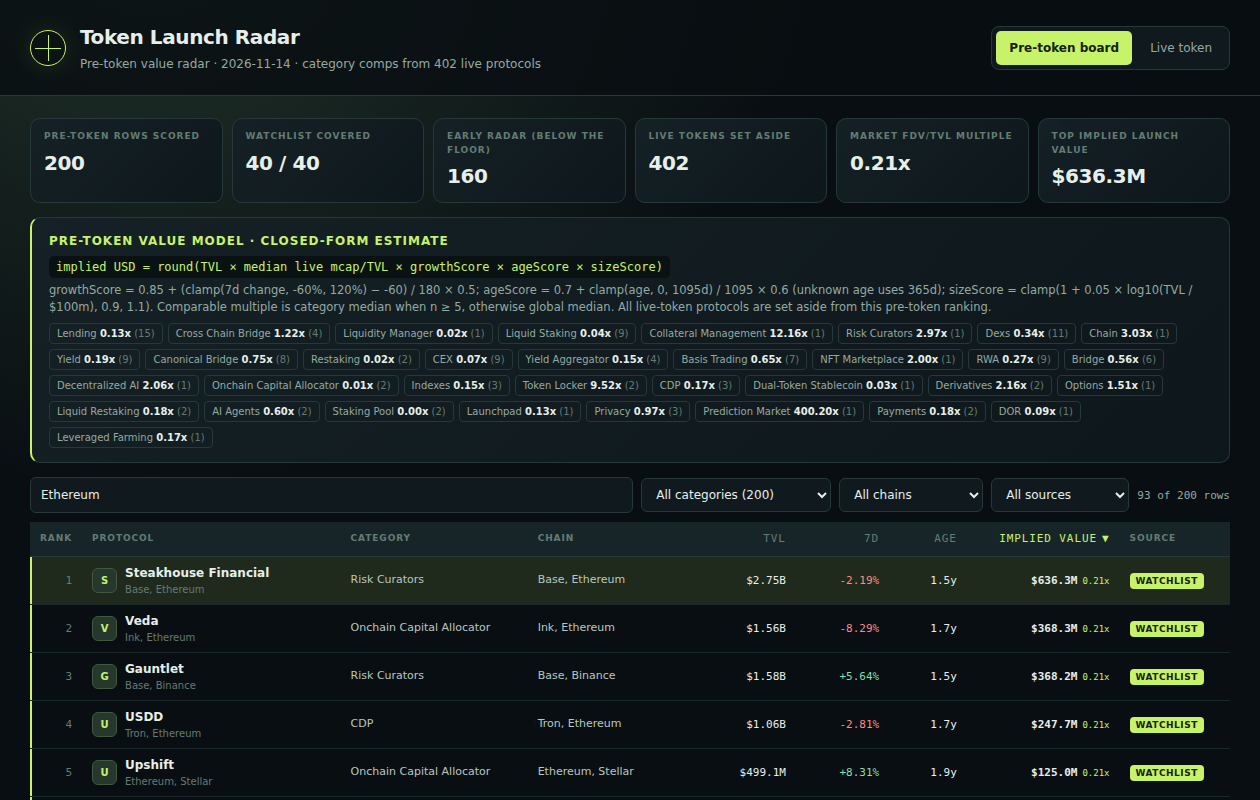 Token Launch Radar
Pre-token value radar · 2026-11-14 · category comps from 402 live protocols
Pre-token board
Live token
PRE-TOKEN ROWS SCORED
200
WATCHLIST COVERED
40 / 40
EARLY RADAR (BELOW THE
FLOOR)
160
LIVE TOKENS SET ASIDE
402
MARKET FDV/TVL MULTIPLE
0.21x
TOP IMPLIED LAUNCH
VALUE
$636.3M
PRE-TOKEN VALUE MODEL · CLOSED-FORM ESTIMATE
implied USD = round(TVL × median live mcap/TVL × growthScore × ageScore × sizeScore)
growthScore = 0.85 + (clamp(7d change, -60%, 120%) − -60) / 180 × 0.5; ageScore = 0.7 + clamp(age, 0, 1095d) / 1095 × 0.6 (unknown age uses 365d); sizeScore = clamp(1 + 0.05 × log10(TVL /
$100m), 0.9, 1.1). Comparable multiple is category median when n ≥ 5, otherwise global median. All live-token protocols are set aside from this pre-token ranking.
Lending 0.13x (15) Cross Chain Bridge 1.22x (4) Liquidity Manager 0.02x (1) Liquid Staking 0.04x (9) Collateral Management 12.16x (1) Risk Curators 2.97x (1) Dexs 0.34x (11) Chain 3.03x (1)
Yield 0.19x (9) Canonical Bridge 0.75x (8) Restaking 0.02x (2) CEX 0.07x (9) Yield Aggregator 0.15x (4) Basis Trading 0.65x (7) NFT Marketplace 2.00x (1) RWA 0.27x (9) Bridge 0.56x (6)
Decentralized AI 2.06x (1) Onchain Capital Allocator 0.01x (2) Indexes 0.15x (3) Token Locker 9.52x (2) CDP 0.17x (3) Dual-Token Stablecoin 0.03x (1) Derivatives 2.16x (2) Options 1.51x (1)
Liquid Restaking 0.18x (2) AI Agents 0.60x (2) Staking Pool 0.00x (2) Launchpad 0.13x (1) Privacy 0.97x (3) Prediction Market 400.20x (1) Payments 0.18x (2) DOR 0.09x (1)
Leveraged Farming 0.17x (1)
Ethereum
All categories (200)
All chains
All sources
93 of 200 rows
RANK PROTOCOL CATEGORY CHAIN TVL 7D AGE IMPLIED VALUE ▼ SOURCE
1 S Steakhouse Financial Risk Curators Base, Ethereum $2.75B -2.19% 1.5y $636.3M 0.21x WATCHLIST
Base, Ethereum
2 V Veda Onchain Capital Allocator Ink, Ethereum $1.56B -8.29% 1.7y $368.3M 0.21x WATCHLIST
Ink, Ethereum
3 G Gauntlet Risk Curators Base, Binance $1.58B +5.64% 1.5y $368.2M 0.21x WATCHLIST
Base, Binance
4 U USDD CDP Tron, Ethereum $1.06B -2.81% 1.7y $247.7M 0.21x WATCHLIST
Tron, Ethereum
5 U Upshift Onchain Capital Allocator Ethereum, Stellar $499.1M +8.31% 1.9y $125.0M 0.21x WATCHLIST
Ethereum, Stellar